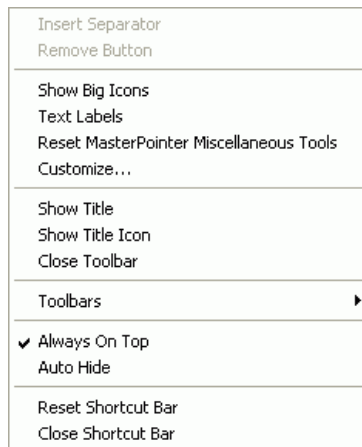 Insert Separator
Remove Button
Show Big Icons
Text Labels
Reset MasterPointer Miscellaneous Tools
Customize...
Show Title
Show Title Icon
Close Toolbar
Toolbars
Always On Top
Auto Hide
Reset Shortcut Bar
Close Shortcut Bar